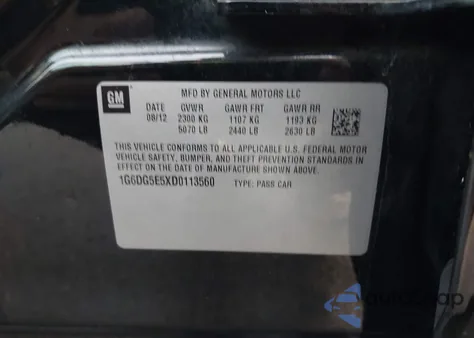 GM
MFD BY GENERAL MOTORS LLC
DATE GVWR GAWR FRT GAWR RR
08/12 2300 KG 1107 KG 1193 KG
5070 LB 2440 LB 2630 LB
THIS VEHICLE CONFORMS TO ALL APPLICABLE U.S. FEDERAL MOTOR
VEHICLE SAFETY, BUMPER, AND THEFT PREVENTION STANDARDS IN
EFFECT ON THE DATE OF MANUFACTURE SHOWN ABOVE.
1G6DG5E5XD0113560 TYPE: PASS CAR